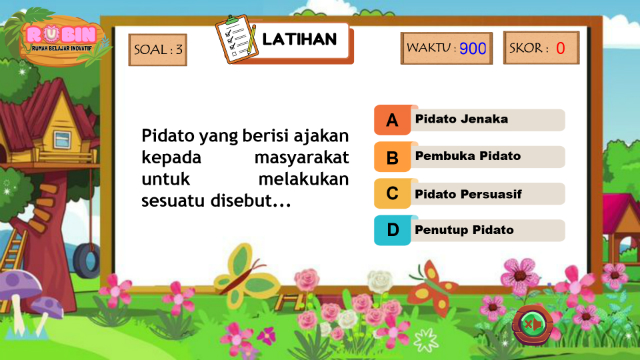 RUBIN
RUMAH BELAJAR INOVATIF
SOAL : 3
LATIHAN
WAKTU : 900
SKOR : 0
Pidato yang berisi ajakan
kepada masyarakat
untuk melakukan
sesuatu disebut...
A Pidato Jenaka
B Pembuka Pidato
C Pidato Persuasif
D Penutup Pidato